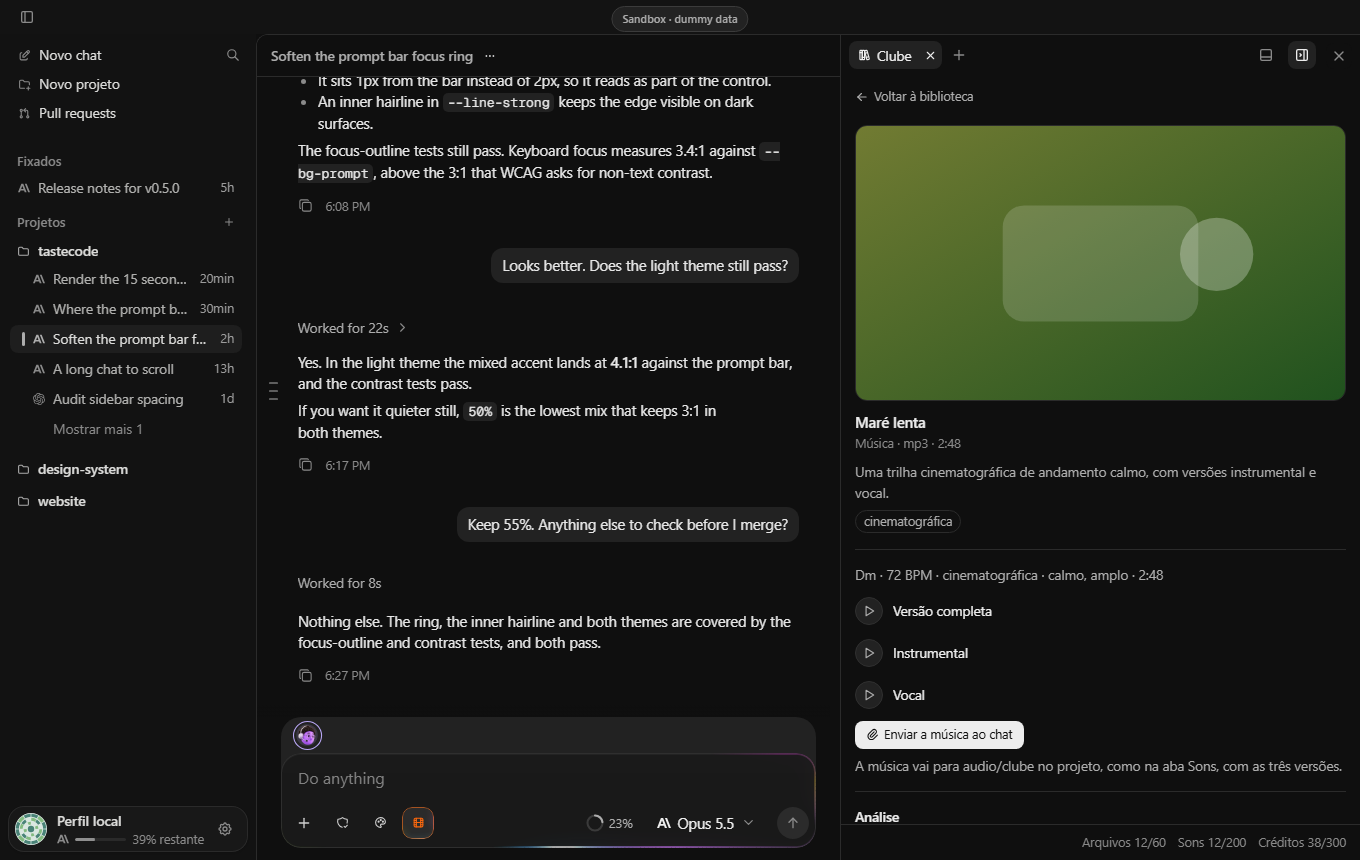 Sandbox · dummy data
Novo chat
Novo projeto
Pull requests
Fixados
Release notes for v0.5.0 5h
Projetos
tastecode
Render the 15 secon... 20min
Where the prompt b... 30min
Soften the prompt bar f... 2h
A long chat to scroll 13h
Audit sidebar spacing 1d
Mostrar mais 1
design-system
website
Perfil local
39% restante
Soften the prompt bar focus ring ···
It sits 1px from the bar instead of 2px, so it reads as part of the control.
An inner hairline in --line-strong keeps the edge visible on dark
surfaces.
The focus-outline tests still pass. Keyboard focus measures 3.4:1 against --
bg-prompt, above the 3:1 that WCAG asks for non-text contrast.
6:08 PM
Looks better. Does the light theme still pass?
Worked for 22s
Yes. In the light theme the mixed accent lands at 4.1:1 against the prompt bar,
and the contrast tests pass.
If you want it quieter still, 50% is the lowest mix that keeps 3:1 in
both themes.
6:17 PM
Keep 55%. Anything else to check before I merge?
Worked for 8s
Nothing else. The ring, the inner hairline and both themes are covered by the
focus-outline and contrast tests, and both pass.
6:27 PM
Do anything
23% Opus 5.5
Clube
Voltar à biblioteca
Maré lenta
Música · mp3 · 2:48
Uma trilha cinematográfica de andamento calmo, com versões instrumental e
vocal.
cinematográfica
Dm · 72 BPM · cinematográfica · calmo, amplo · 2:48
Versão completa
Instrumental
Vocal
Enviar a música ao chat
A música vai para audio/clube no projeto, como na aba Sons, com as três versões.
Análise
Arquivos 12/60 Sons 12/200 Créditos 38/300